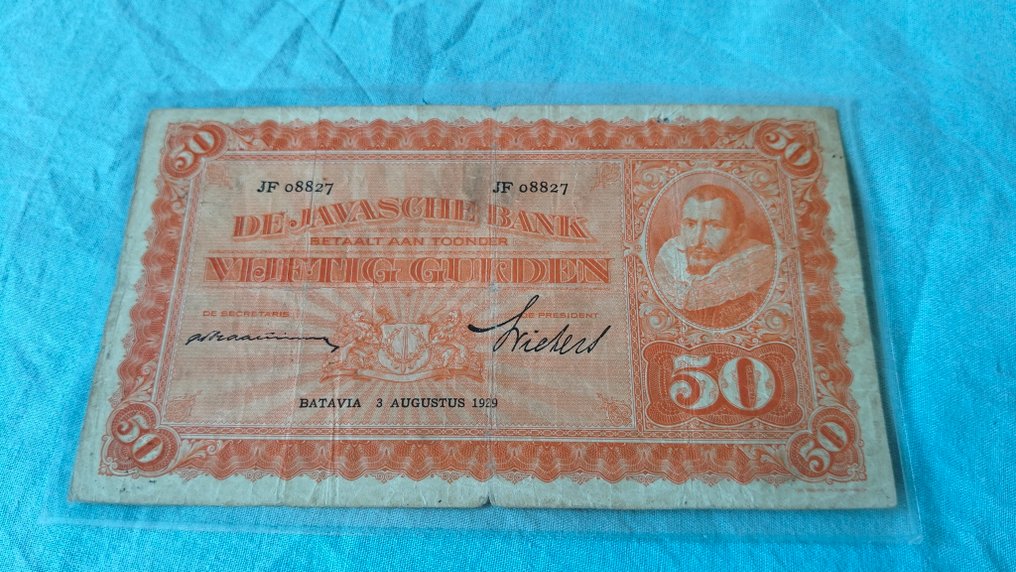 50 50
JF 08827 JF 08827
DE JAVASCHE BANK
BETAALT AAN TOONDER
VIJFTIG GULDEN
DE SECRETARIS PRESIDENT
Wichers
BATAVIA 3 AUGUSTUS 1929
50
50 50